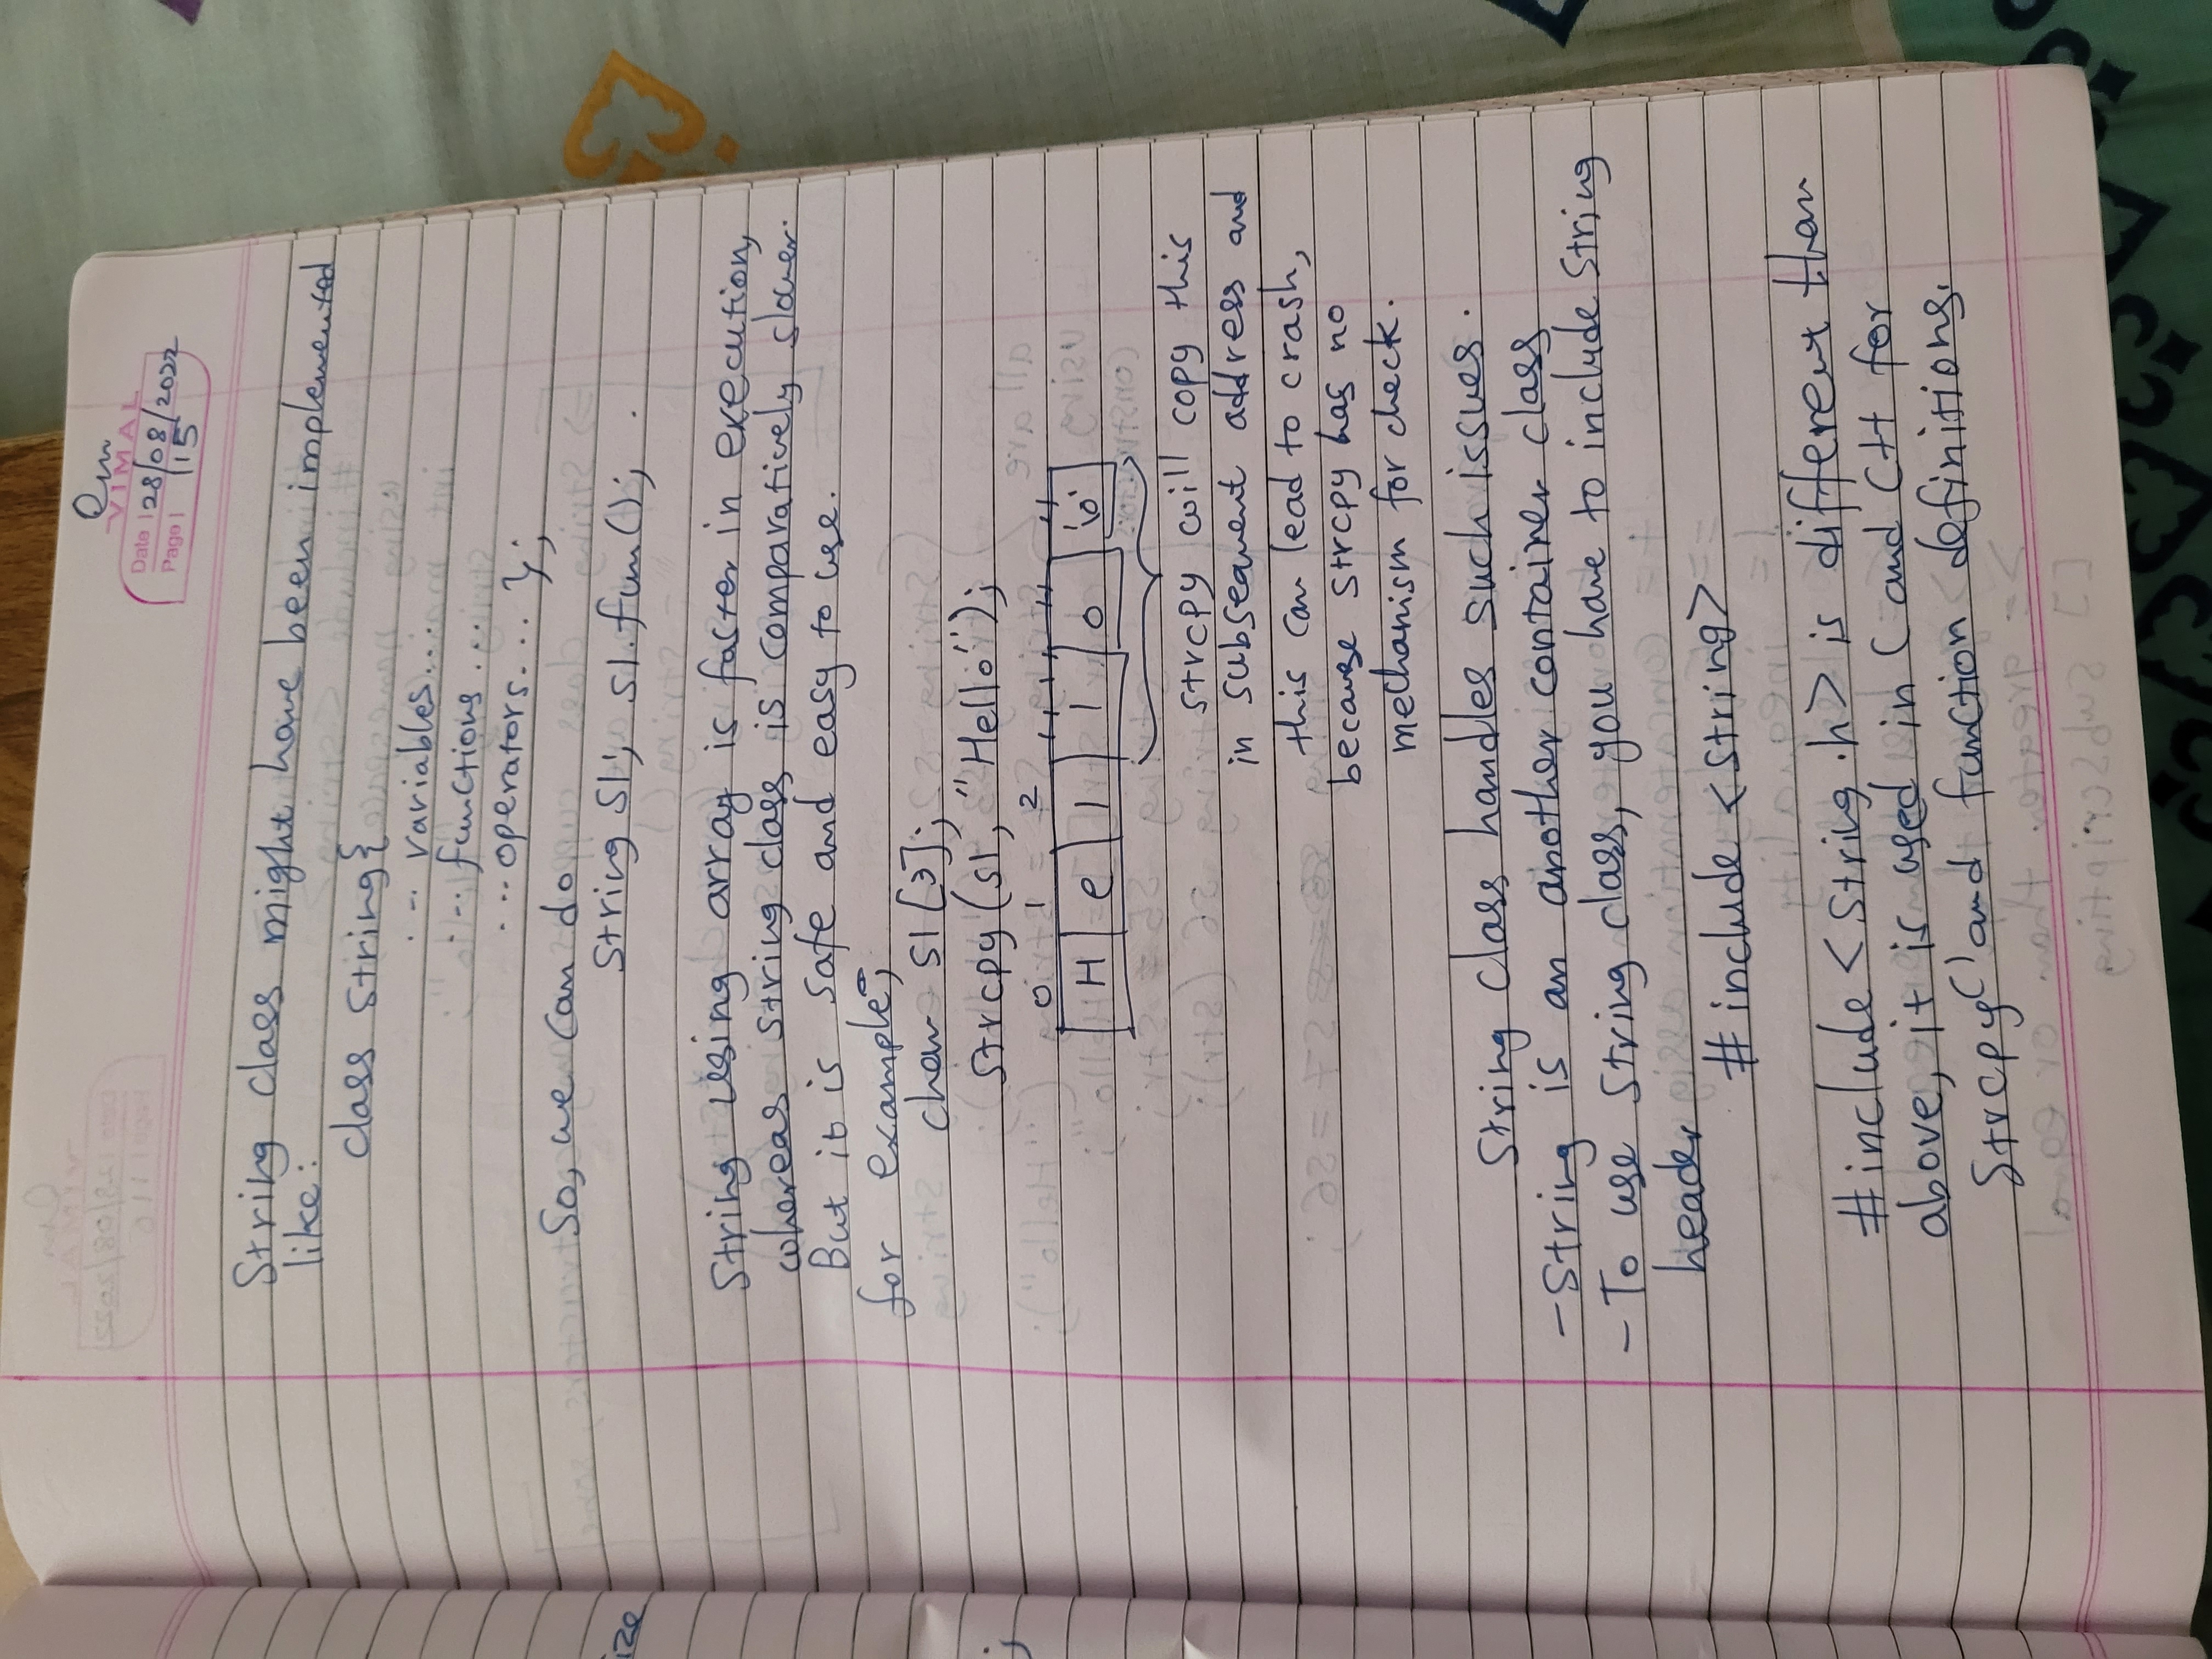 Om
VIMAL
Date 28/08/2022
Page 115
String class might have been implemented
like:
class string{
... variables...
... functions...
... operators... };
So, we can do
string s1; s1.fun();
String using array is faster in execution,
whereas string class is comparatively slower.
But it is safe and easy to use.
for example;
char s1[3];
strcpy(s1, "Hello");
0 1 2
H e l l o '\0'
strcpy will copy this
in subsequent address and
this can lead to crash,
because strcpy has no
mechanism for check.
String class handles such issues.
- String is an another container class
- To use string class, you have to include string
header
#include <string>
#include <string.h> is different than
above, it is used in C and C++ for
strcpy() and function definitions.
ize
;